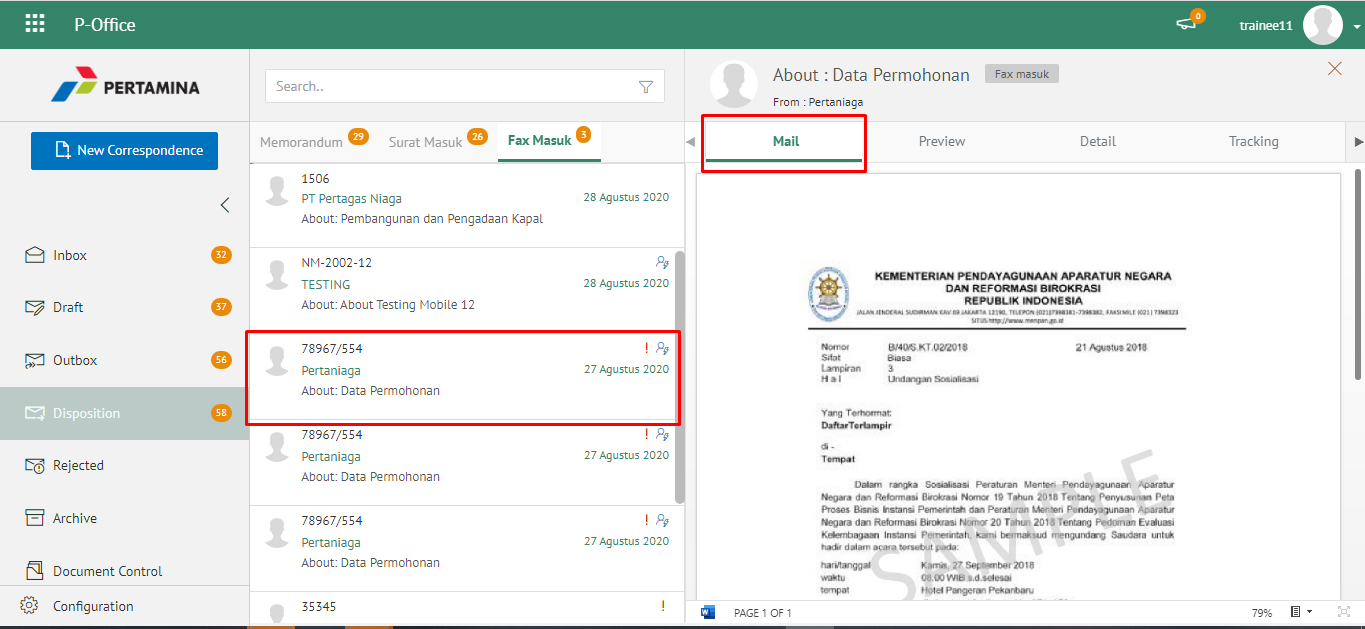 P-Office
0
trainee11
PERTAMINA
New Correspondence
Inbox 32
Draft 37
Outbox 56
Disposition 58
Rejected
Archive
Document Control
Configuration
Search..
Memorandum 29 Surat Masuk 26 Fax Masuk 3
1506
PT Pertagas Niaga 28 Agustus 2020
About: Pembangunan dan Pengadaan Kapal
NM-2002-12
TESTING 28 Agustus 2020
About: About Testing Mobile 12
78967/554 !
Pertaniaga 27 Agustus 2020
About: Data Permohonan
78967/554 !
Pertaniaga 27 Agustus 2020
About: Data Permohonan
78967/554 !
Pertaniaga 27 Agustus 2020
About: Data Permohonan
35345 !
About : Data Permohonan Fax masuk
From : Pertaniaga
Mail Preview Detail Tracking
KEMENTERIAN PENDAYAGUNAAN APARATUR NEGARA
DAN REFORMASI BIROKRASI
REPUBLIK INDONESIA
JALAN JENDERAL SUDIRMAN KAV 69 JAKARTA 12190, TELEPON (021)7398381-7398382, FAKSIMILE (021) 7398323
SITUS http://www.menpan.go.id
Nomor B/40/S.KT.02/2018 21 Agustus 2018
Sifat Biasa
Lampiran 3
H a l Undangan Sosialisasi
Yang Terhormat:
DaftarTerlampir
di -
Tempat
Dalam rangka Sosialisasi Peraturan Menteri Pendayagunaan Aparatur
Negara dan Reformasi Birokrasi Nomor 19 Tahun 2018 Tentang Penyusunan Peta
Proses Bisnis Instansi Pemerintah dan Peraturan Menteri Pendayagunaan Aparatur
Negara dan Reformasi Birokrasi Nomor 20 Tahun 2018 Tentang Pedoman Evaluasi
Kelembagaan Instansi Pemerintah, kami bermaksud mengundang Saudara untuk
hadir dalam acara tersebut pada:
hari/tanggal Kamis, 27 September 2018
waktu 08.00 WIB s.d.selesai
tempat Hotel Pangeran Pekanbaru
SAMPLE
PAGE 1 OF 1 79%